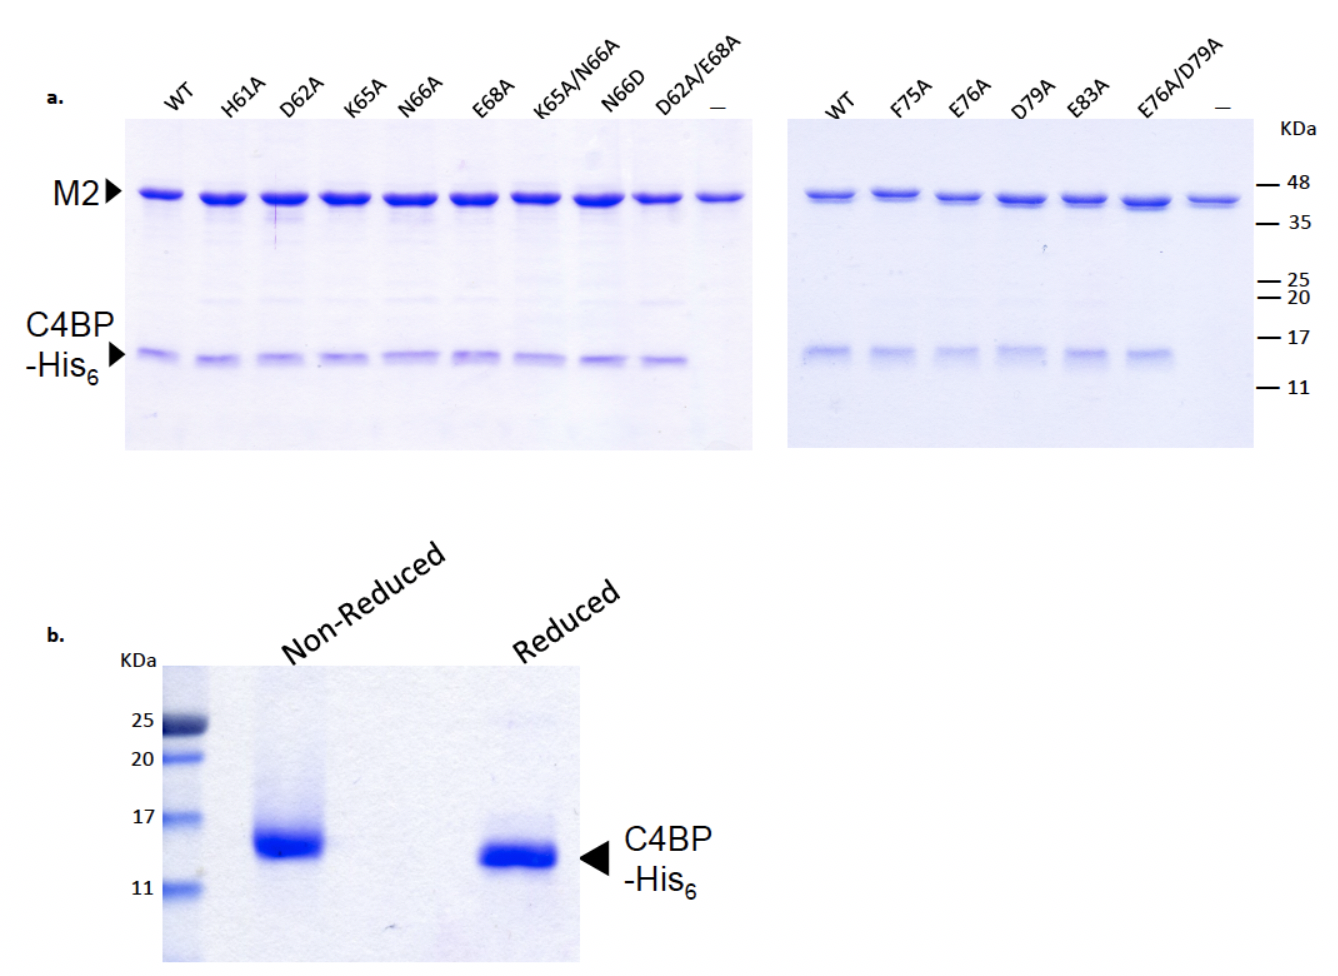 a.
WT H61A D62A K65A N66A E68A K65A/N66A N66D D62A/E68A –
WT F75A E76A D79A E83A E76A/D79A –
KDa
M2
48
35
25
20
17
11
C4BP
-His6
b.
Non-Reduced Reduced
KDa
25
20
17
11
C4BP
-His6